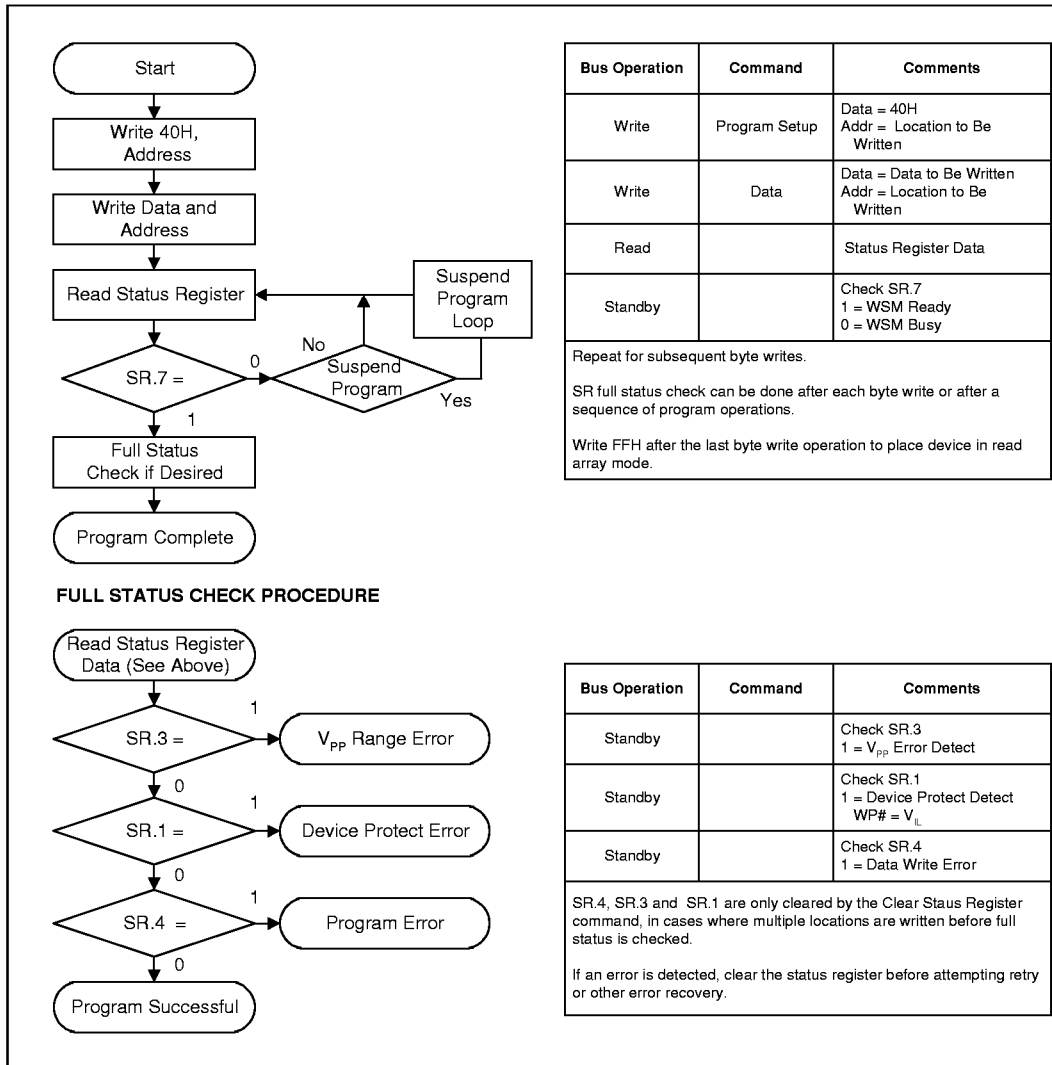 Start
Write 40H,
Address
Write Data and
Address
Read Status Register
Suspend
Program
Loop
SR.7 =
0
No
Suspend
Program
Yes
1
Full Status
Check if Desired
Program Complete
Bus Operation Command Comments
Write Program Setup Data = 40H
Addr = Location to Be
Written
Write Data Data = Data to Be Written
Addr = Location to Be
Written
Read Status Register Data
Standby Check SR.7
1 = WSM Ready
0 = WSM Busy
Repeat for subsequent byte writes.
SR full status check can be done after each byte write or after a
sequence of program operations.
Write FFH after the last byte write operation to place device in read
array mode.
FULL STATUS CHECK PROCEDURE
Read Status Register
Data (See Above)
SR.3 =
1
VPP Range Error
0
SR.1 =
1
Device Protect Error
0
SR.4 =
1
Program Error
0
Program Successful
Bus Operation Command Comments
Standby Check SR.3
1 = VPP Error Detect
Standby Check SR.1
1 = Device Protect Detect
WP# = VIL
Standby Check SR.4
1 = Data Write Error
SR.4, SR.3 and SR.1 are only cleared by the Clear Staus Register
command, in cases where multiple locations are written before full
status is checked.
If an error is detected, clear the status register before attempting retry
or other error recovery.